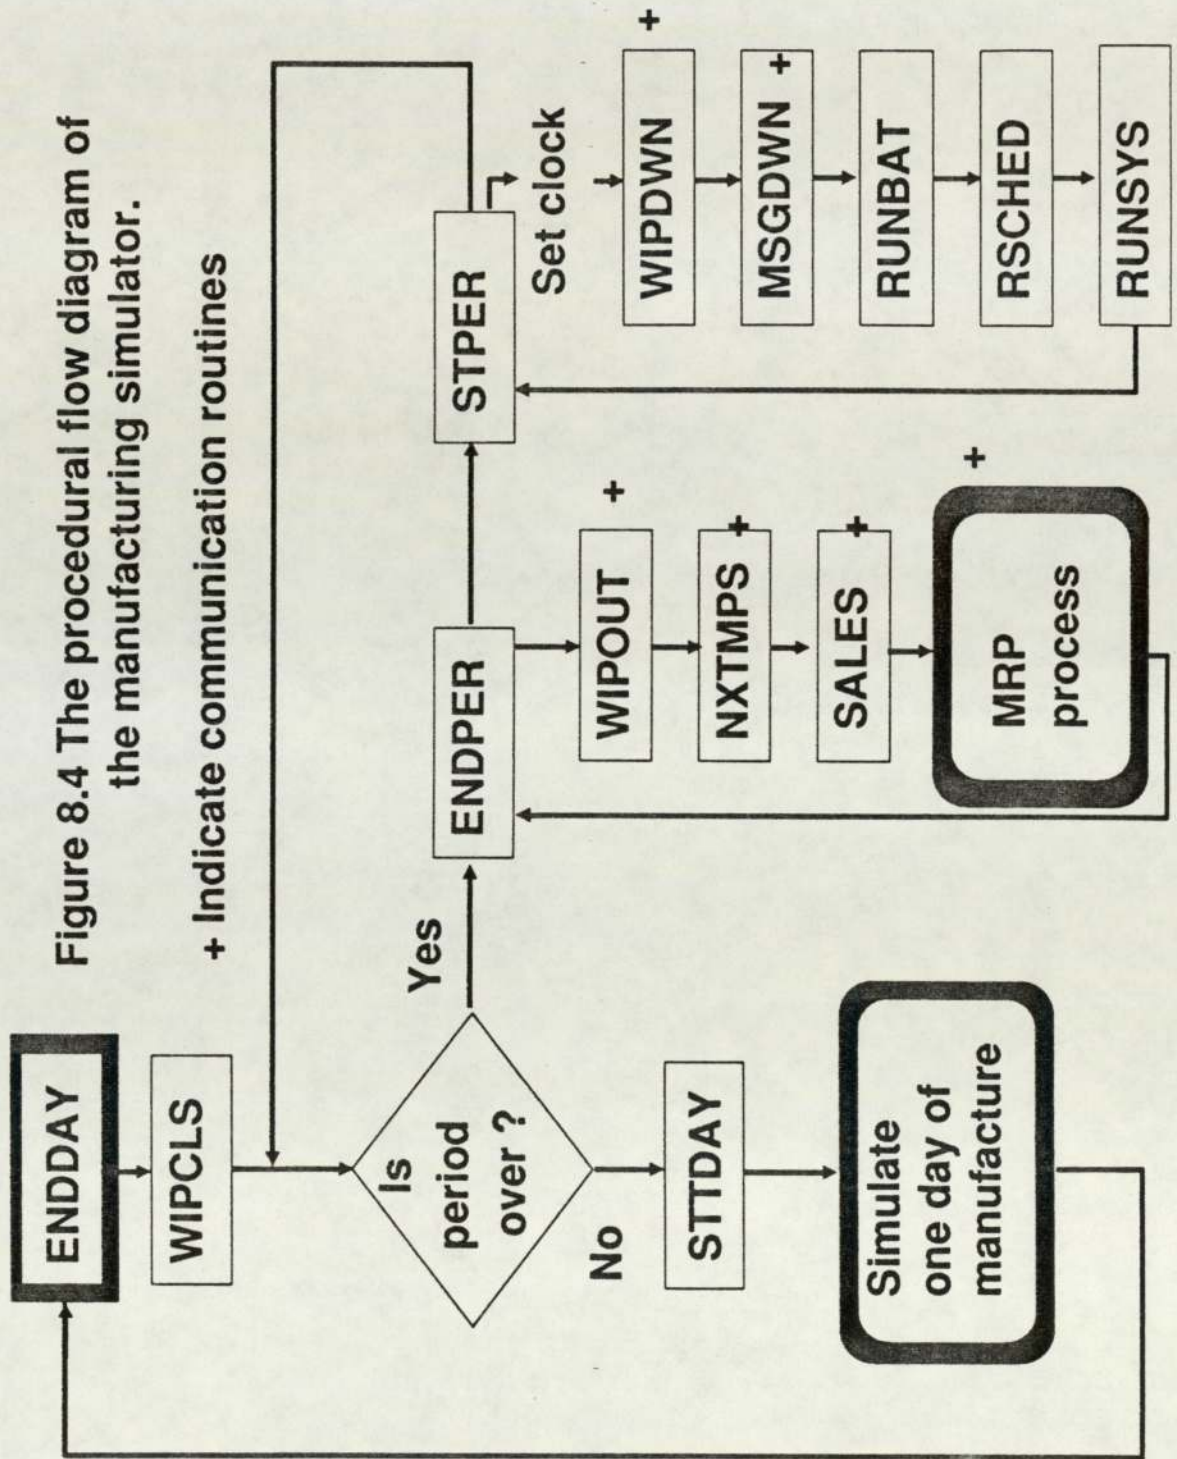 Figure 8.4 The procedural flow diagram of
the manufacturing simulator.
+ Indicate communication routines
ENDDAY
WIPCLS
Is
period
over ?
Yes
No
STTDAY
Simulate
one day of
manufacture
ENDPER
WIPOUT +
NXTMPS +
SALES +
MRP
process
+
STPER
Set clock
WIPDWN +
MSGDWN +
RUNBAT
RSCHED
RUNSYS